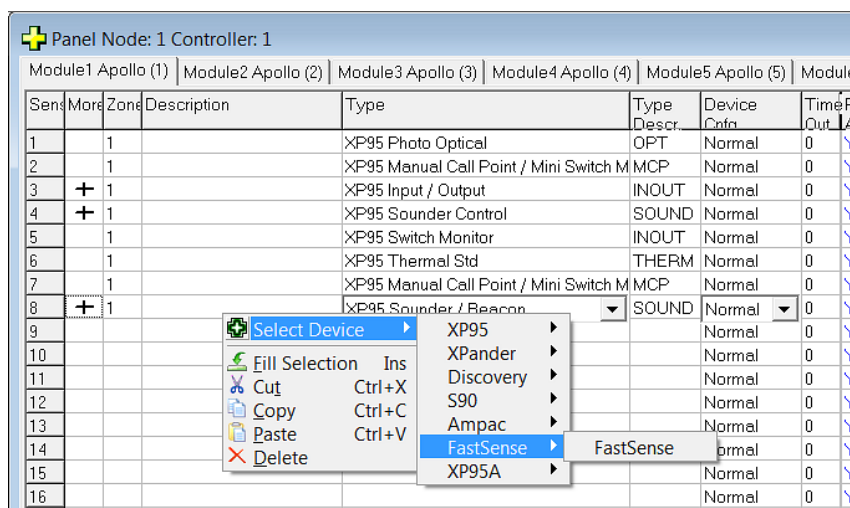 Panel Node: 1 Controller: 1
Module1 Apollo (1) Module2 Apollo (2) Module3 Apollo (3) Module4 Apollo (4) Module5 Apollo (5) Modul
Sens More Zone Description Type Type Descr. Device Cnfg Time Out
1 1 XP95 Photo Optical OPT Normal 0
2 1 XP95 Manual Call Point / Mini Switch M MCP Normal 0
3 + 1 XP95 Input / Output INOUT Normal 0
4 + 1 XP95 Sounder Control SOUND Normal 0
5 1 XP95 Switch Monitor INOUT Normal 0
6 1 XP95 Thermal Std THERM Normal 0
7 1 XP95 Manual Call Point / Mini Switch M MCP Normal 0
8 + 1 XP95 Sounder / Beacon SOUND Normal 0
9 Normal 0
10 Normal 0
11 Normal 0
12 Normal 0
13 Normal 0
14 ormal 0
15 Normal 0
16 Normal 0
Select Device
Fill Selection Ins
Cut Ctrl+X
Copy Ctrl+C
Paste Ctrl+V
Delete
XP95
XPander
Discovery
S90
Ampac
FastSense
XP95A
FastSense